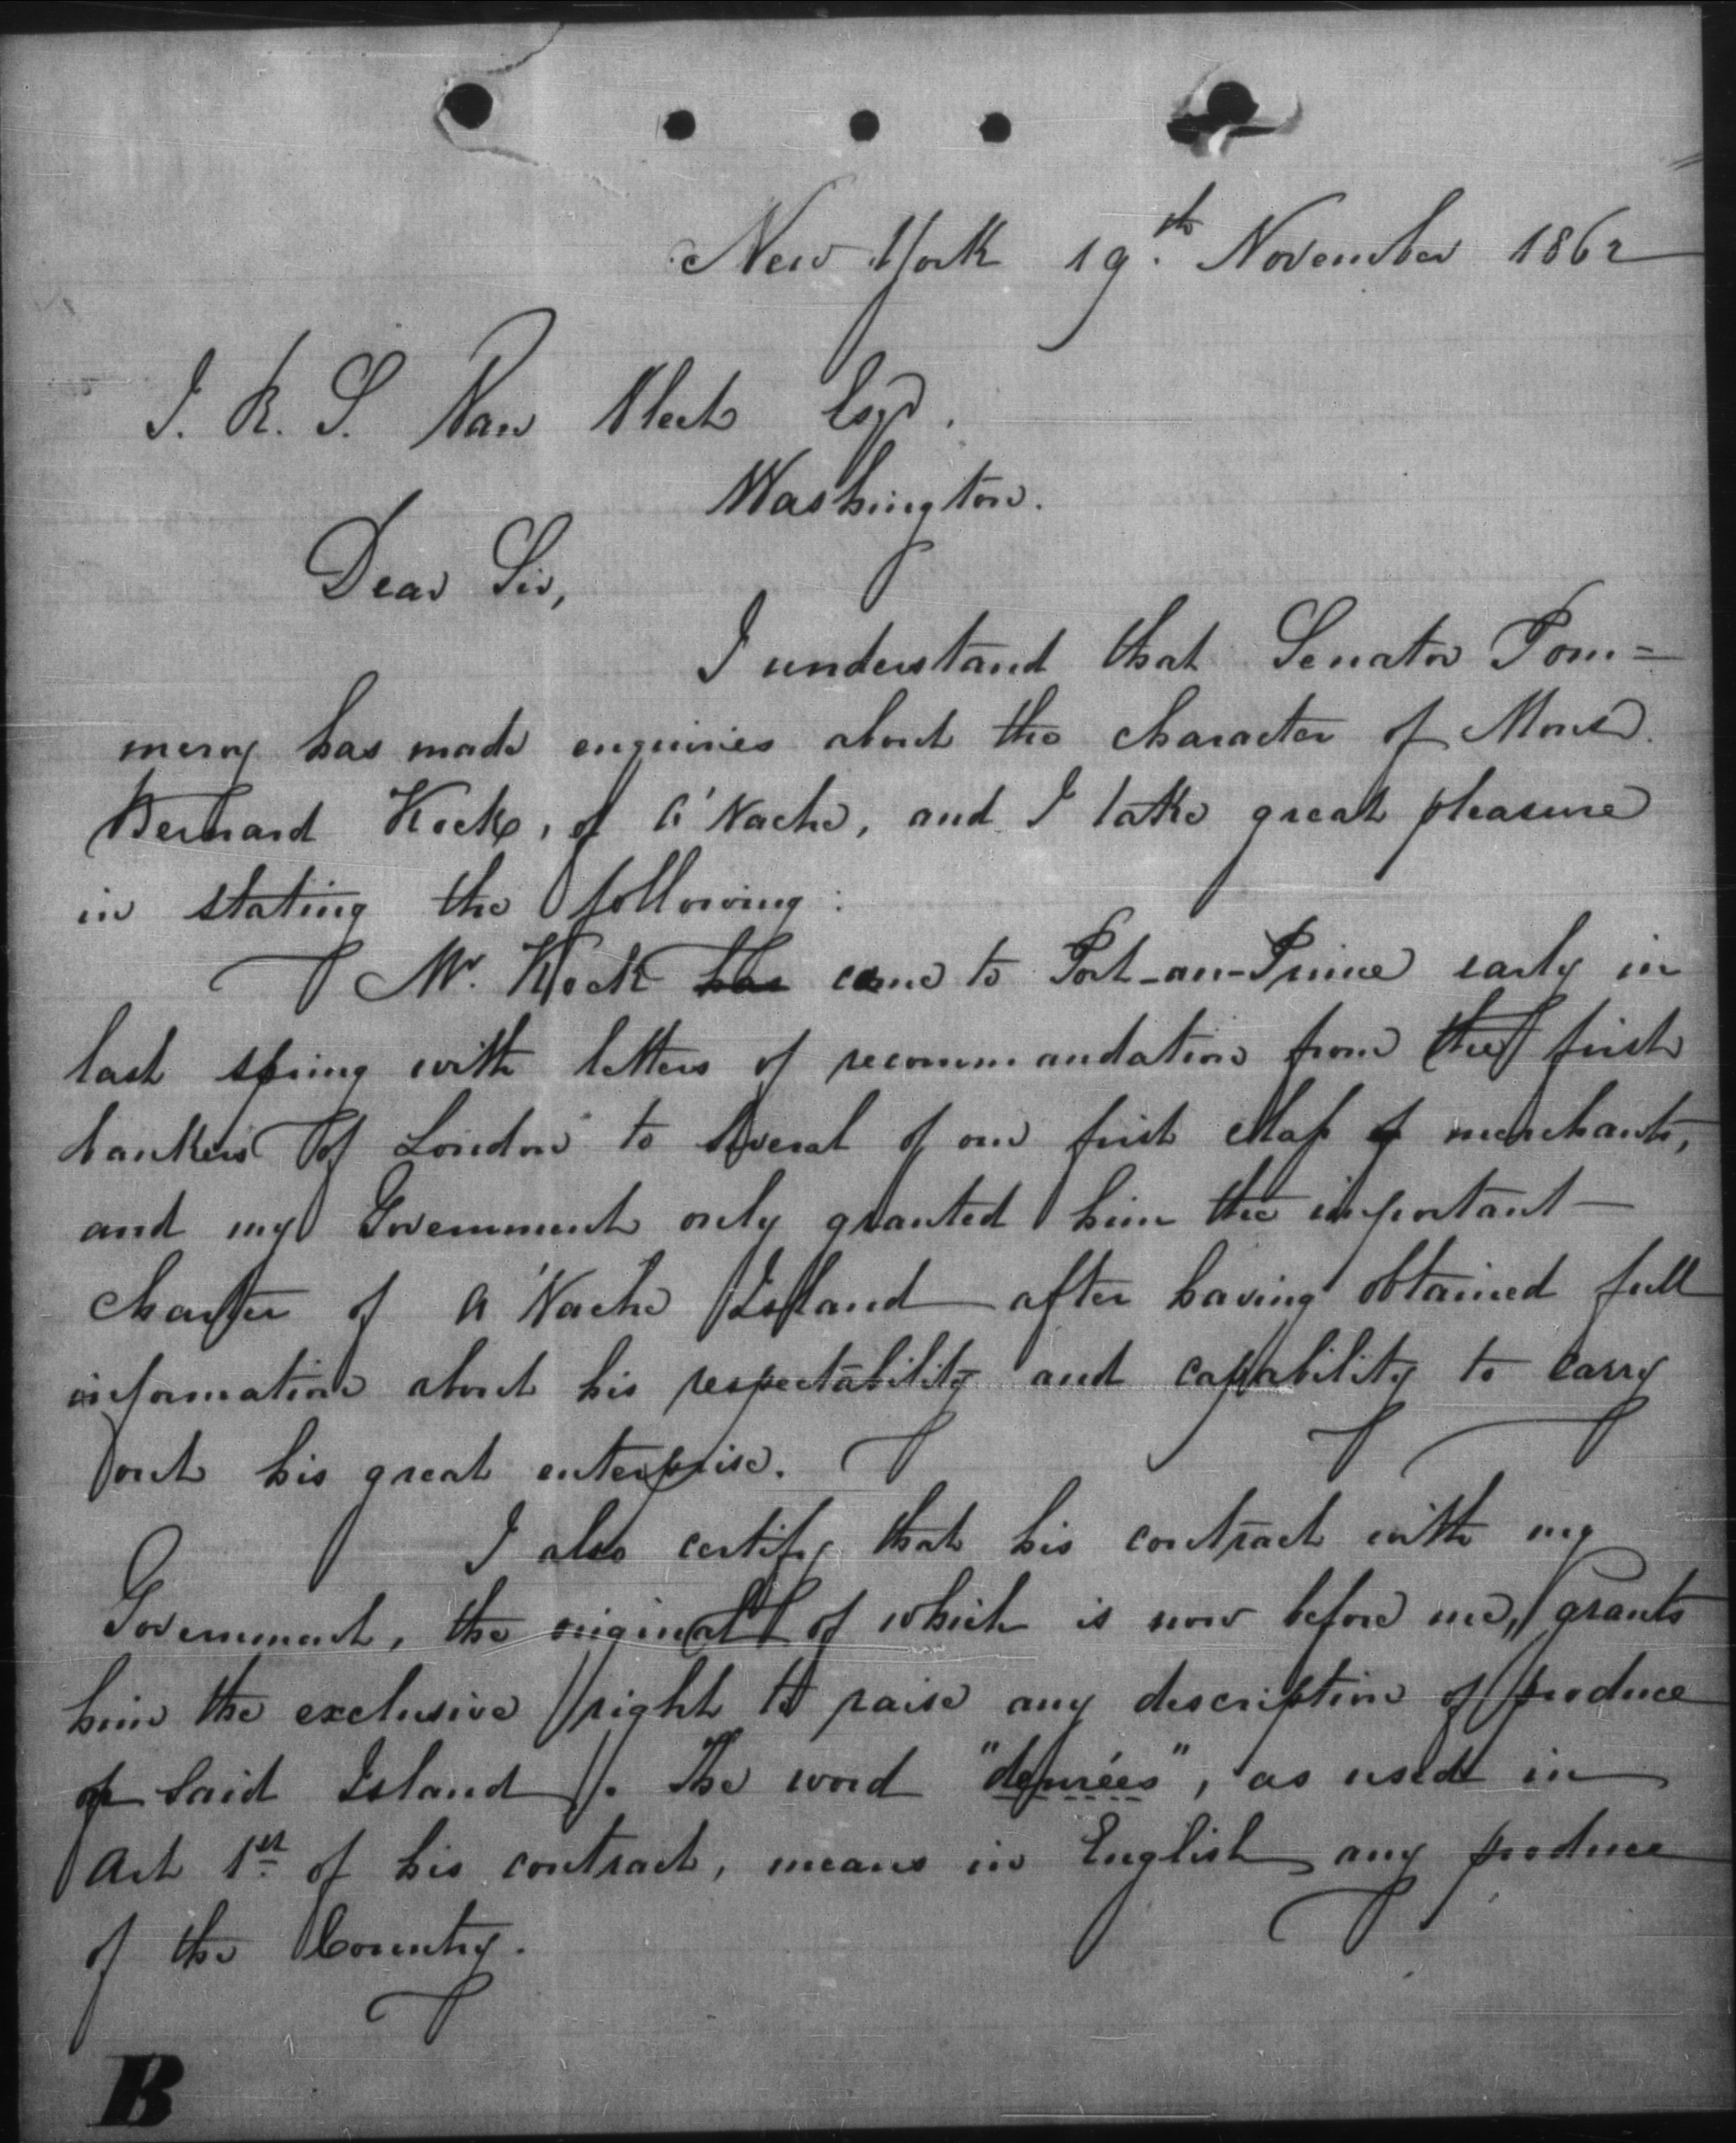 New York 19th. November 1862
J. R. S. Van Vleet Esqr.
Washington.
Dear Sir,
I understand that Senator Pom=
meroy has made enquiries about the character of Monsr.
Bernard Kock, of A'Vache, and I take great pleasure
in stating the following:
Mr. Kock has came to Port-au-Prince early in
last spring with letters of recommandation from the first
bankers of London to several of our first class of merchants,
and my Government only granted him the important
charter of A'Vache Island after having obtained full
information about his respectability and capability to carry
out his great enterprise.
I also certify that his contract with my
Government, the original of which is now before me, grants
him the exclusive right to raise any description of produce
of said Island. The word "denrées", as used in
Art 1st of his contract, means in English any produce
of the Country.
B